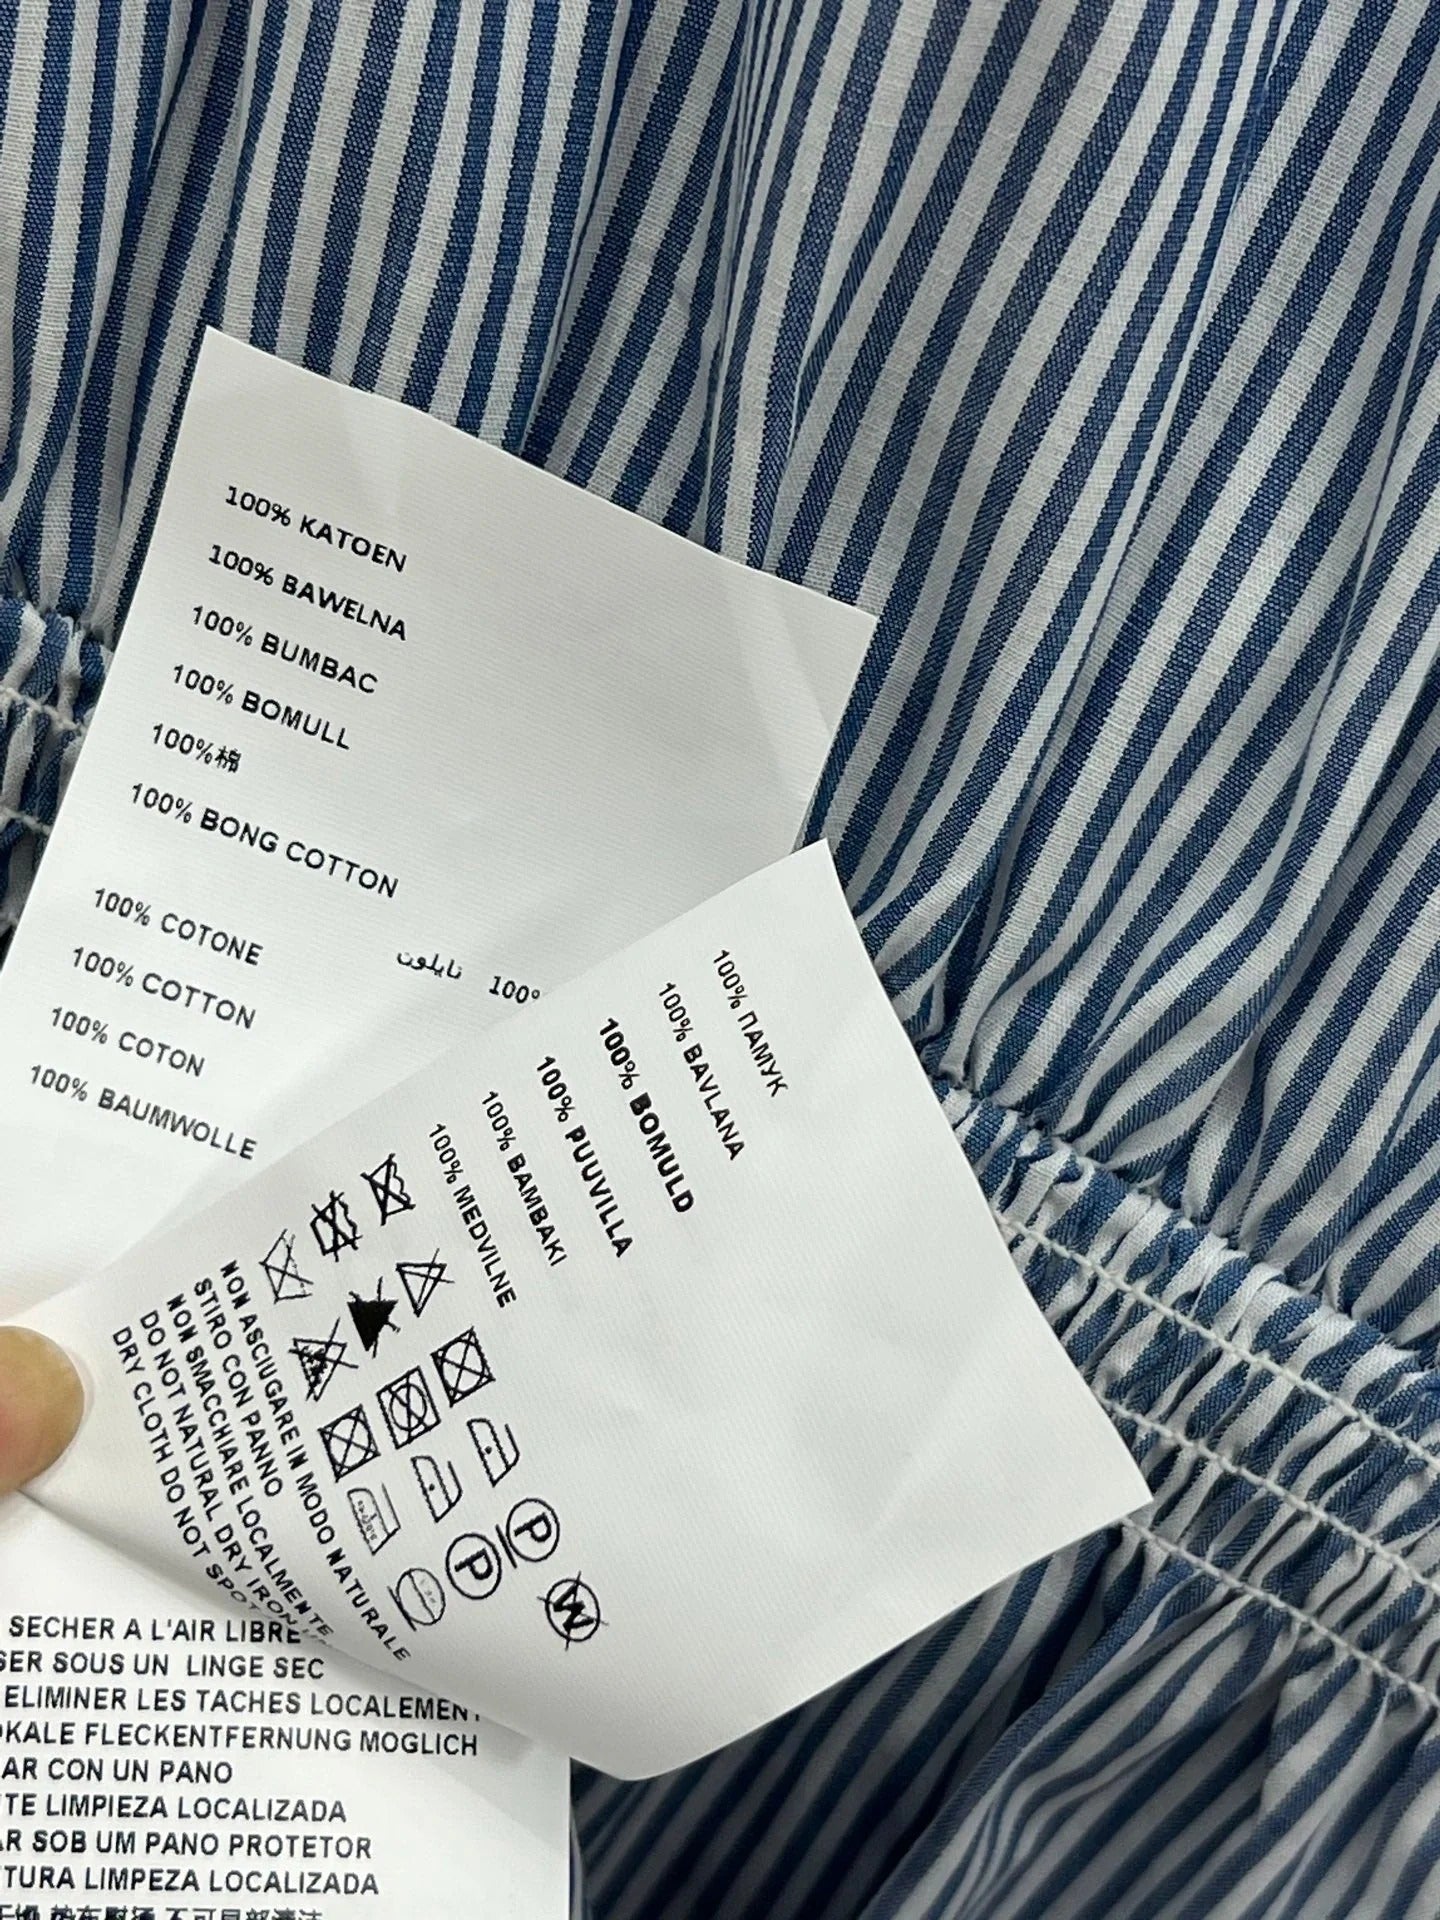 100% KATOEN
100% BAWELNA
100% BUMBAC
100% BOMULL
100%棉
100% BONG COTTON
100% COTONE
نايلون 100%
100% COTTON
100% COTON
100% BAUMWOLLE
100% ПАМУК
100% BAVLANA
100% BOMULD
100% PUUVILLA
100% BAMBAKI
100% MEDVILNE
P
P
W
NON ASCIUGARE IN MODO NATURALE
STIRO CON PANNO
NON SMACCHIARE LOCALMENTE
DO NOT NATURAL DRY IRON
DRY CLOTH DO NOT SPOT
SECHER A L'AIR LIBRE
SER SOUS UN LINGE SEC
ELIMINER LES TACHES LOCALEMENT
OKALE FLECKENTFERNUNG MOGLICH
AR CON UN PANO
TE LIMPIEZA LOCALIZADA
AR SOB UM PANO PROTETOR
TURA LIMPEZA LOCALIZADA